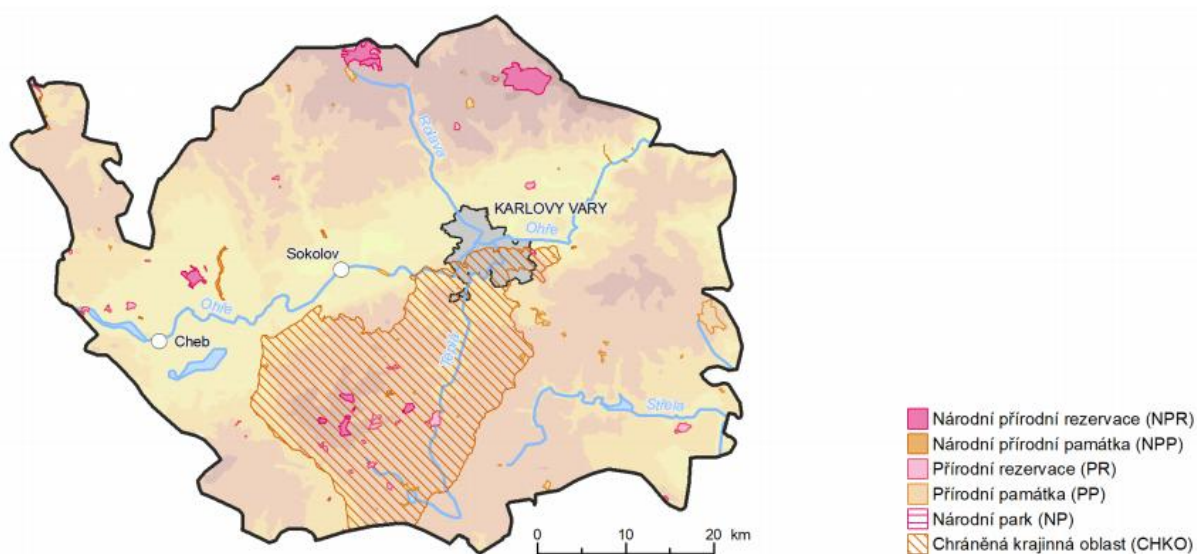 Rolava
KARLOVY VARY
Ohře
Sokolov
Ohře
Cheb
Teplá
Střela
0 10 20 km
Národní přírodní rezervace (NPR)
Národní přírodní památka (NPP)
Přírodní rezervace (PR)
Přírodní památka (PP)
Národní park (NP)
Chráněná krajinná oblast (CHKO)